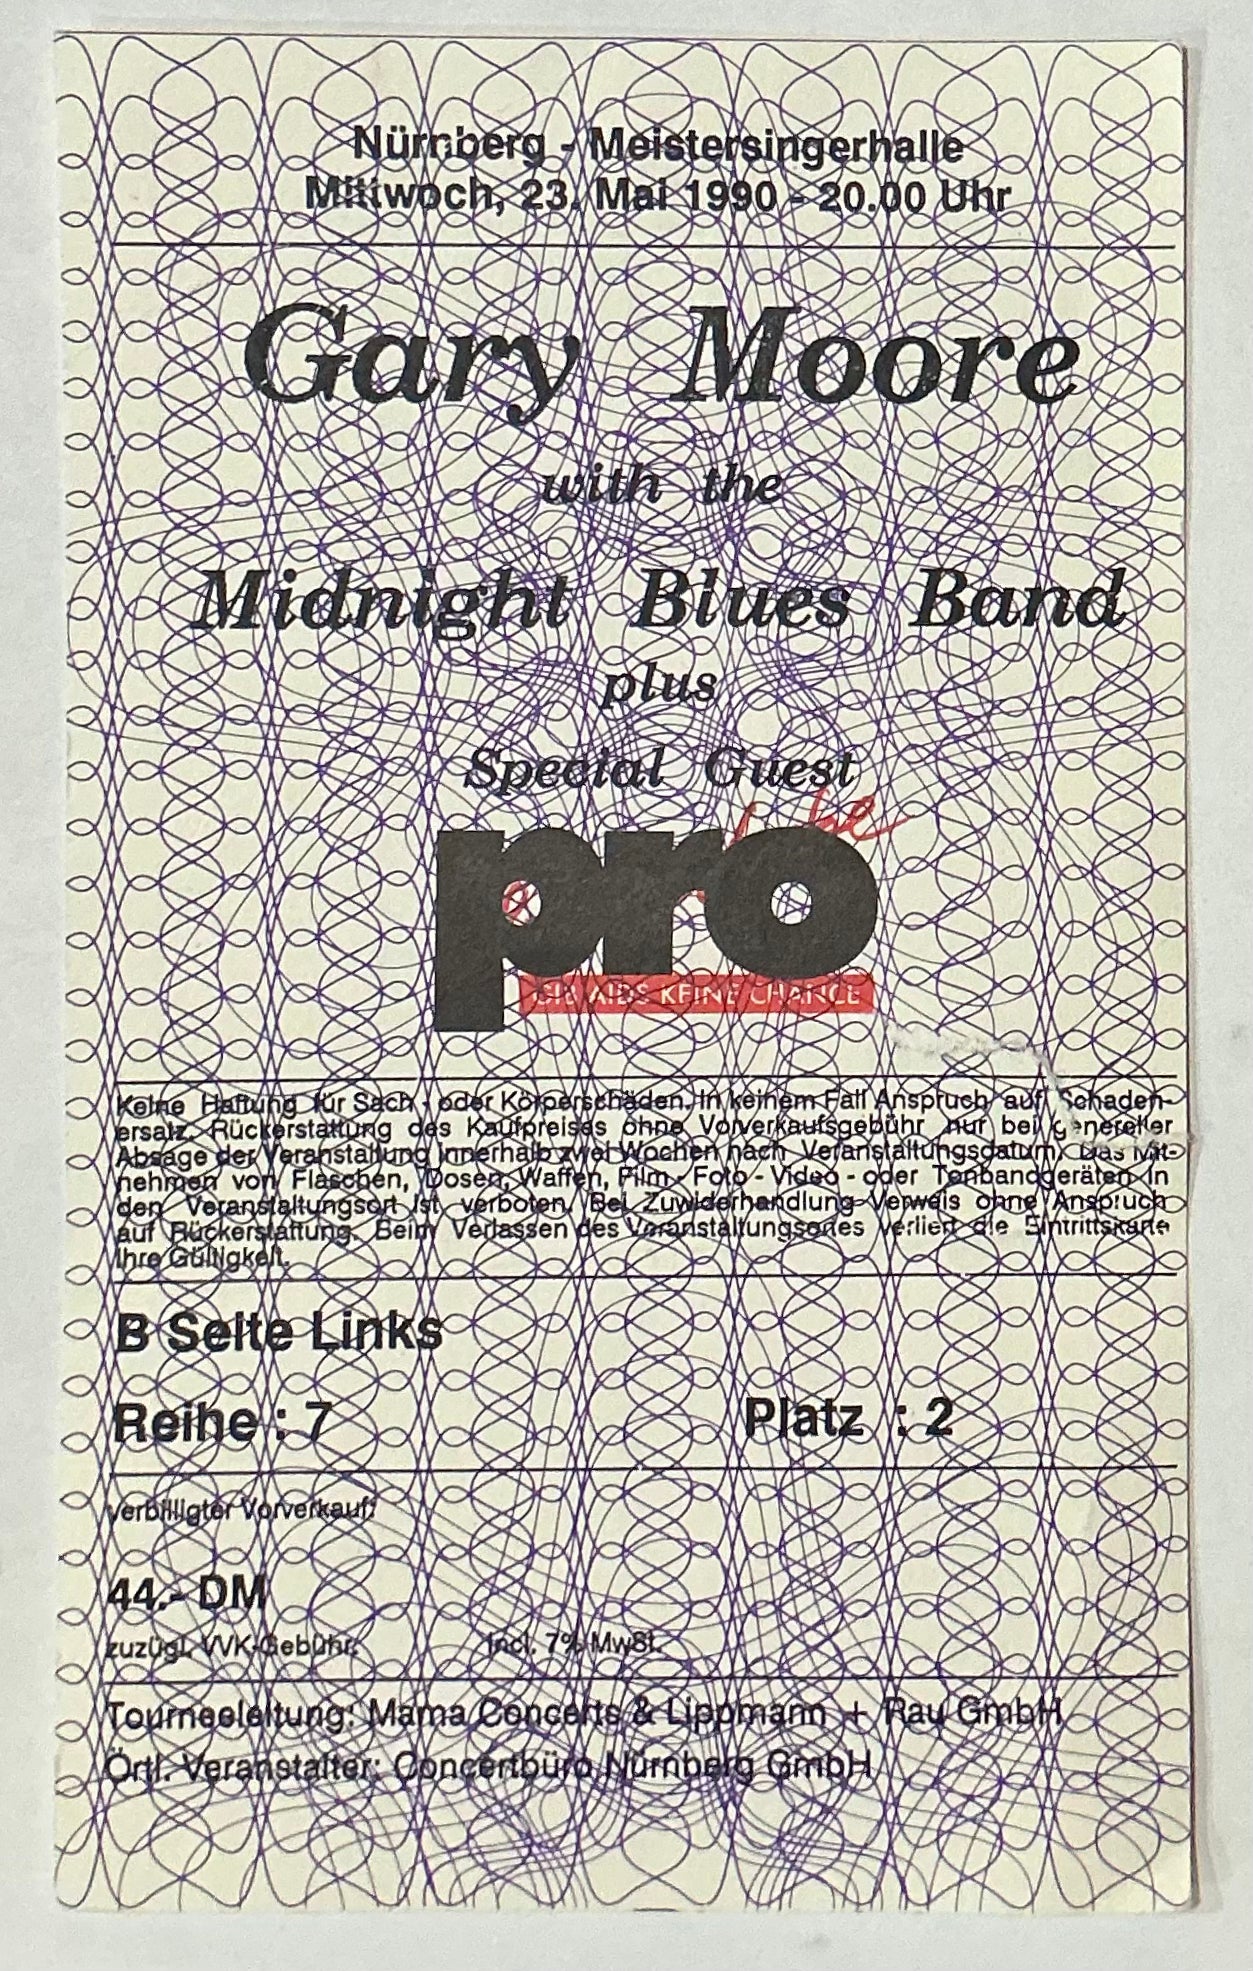 Nürnberg - Meistersingerhalle
Mittwoch, 23. Mai 1990 - 20.00 Uhr
Gary Moore
with the
Midnight Blues Band
plus
Special Guest
pro
GIB AIDS KEINE CHANCE
Keine Haftung für Sach - oder Körperschäden. In keinem Fall Anspruch auf Schaden-
ersatz. Rückerstattung des Kaufpreises ohne Vorverkaufsgebühr nur bei genereller
Absage der Veranstaltung innerhalb zwei Wochen nach Veranstaltungsdatum. Das Mit-
nehmen von Flaschen, Dosen, Waffen, Film - Foto - Video - oder Tonbandgeräten in
den Veranstaltungsort ist verboten. Bei Zuwiderhandlung Verweis ohne Anspruch
auf Rückerstattung. Beim Verlassen des Veranstaltungsortes verliert die Eintrittskarte
Ihre Gültigkeit.
B Seite Links
Reihe : 7 Platz : 2
verbilligter Vorverkauf:
44.- DM
zuzügl. VVK-Gebühr. incl. 7% MwSt.
Tourneeleitung: Mama Concerts & Lippmann + Rau GmbH
Örtl. Veranstalter: Concertbüro Nürnberg GmbH